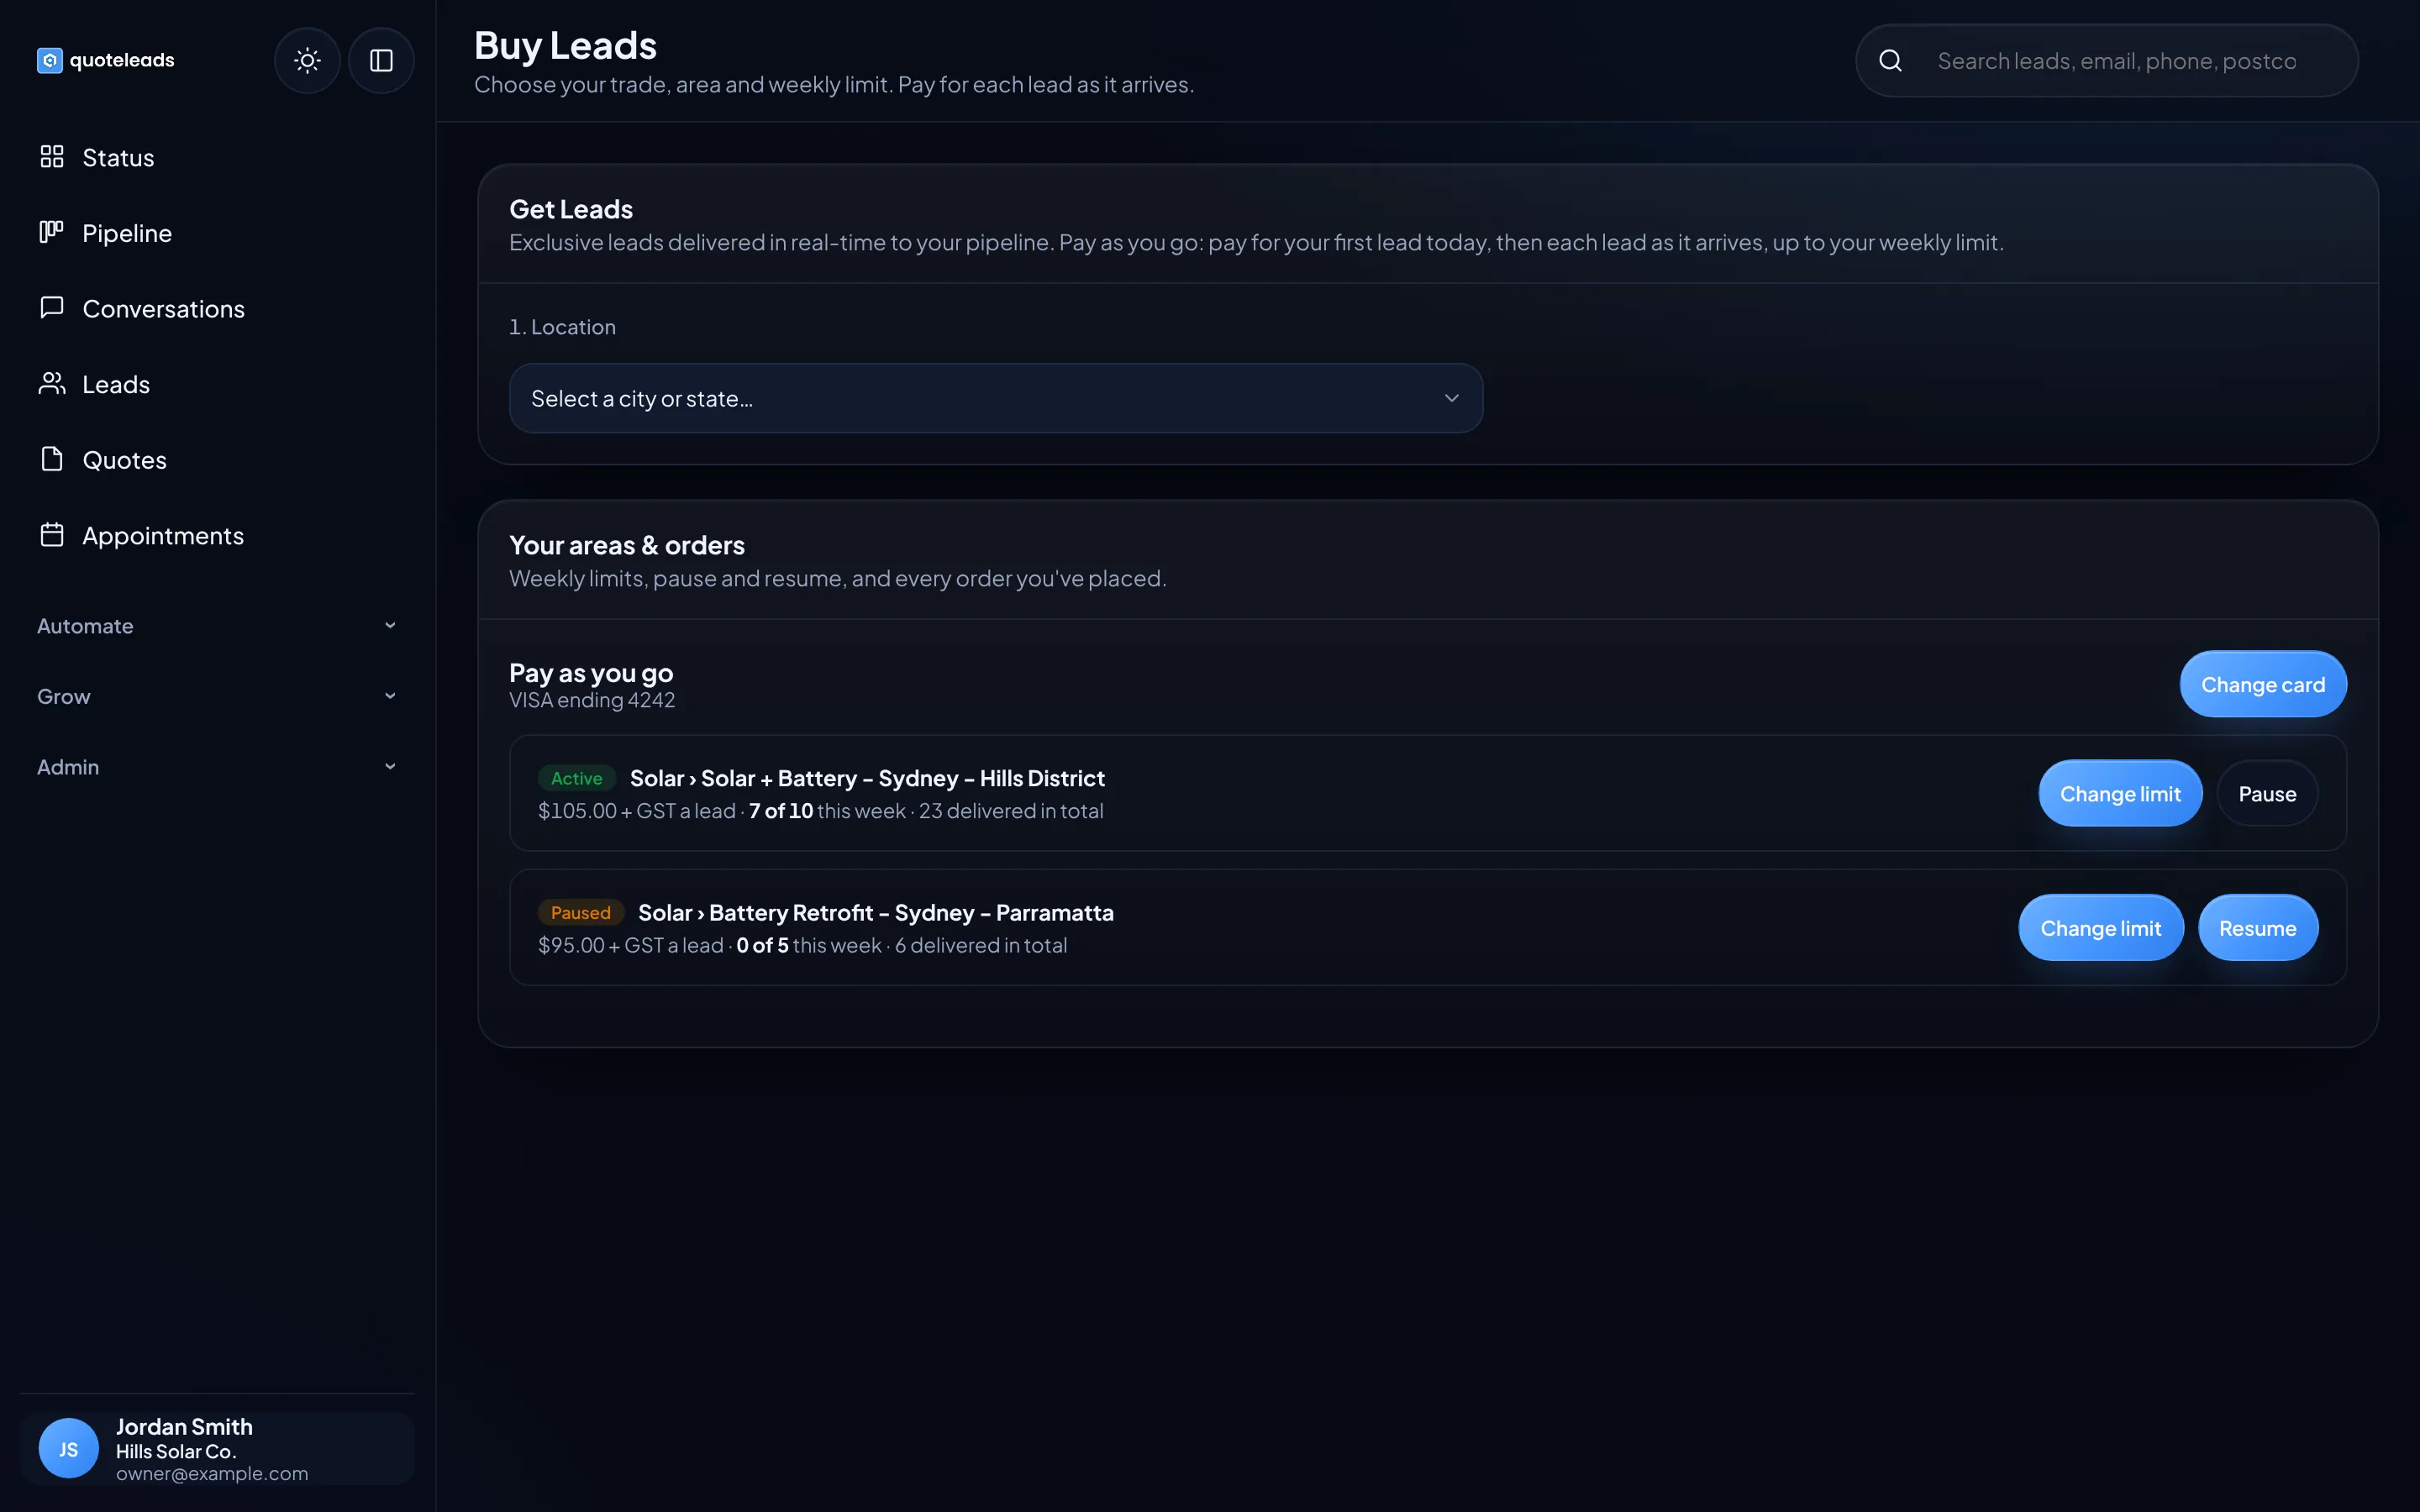 quoteleads
Status
Pipeline
Conversations
Leads
Quotes
Appointments
Automate
Grow
Admin
JS
Jordan Smith
Hills Solar Co.
owner@example.com
Buy Leads
Choose your trade, area and weekly limit. Pay for each lead as it arrives.
Search leads, email, phone, postco
Get Leads
Exclusive leads delivered in real-time to your pipeline. Pay as you go: pay for your first lead today, then each lead as it arrives, up to your weekly limit.
1. Location
Select a city or state…
Your areas & orders
Weekly limits, pause and resume, and every order you've placed.
Pay as you go
VISA ending 4242
Change card
Active Solar › Solar + Battery – Sydney – Hills District
$105.00 + GST a lead · 7 of 10 this week · 23 delivered in total
Change limit Pause
Paused Solar › Battery Retrofit – Sydney – Parramatta
$95.00 + GST a lead · 0 of 5 this week · 6 delivered in total
Change limit Resume